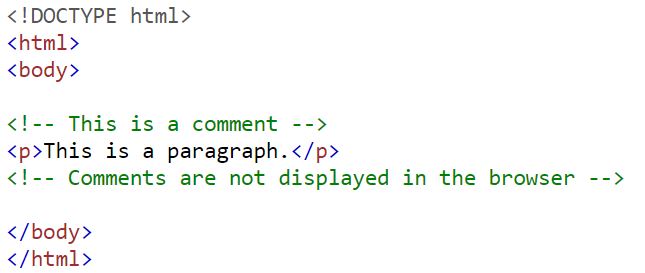 <!DOCTYPE html>
<html>
<body>
<!-- This is a comment -->
<p>This is a paragraph.</p>
<!-- Comments are not displayed in the browser -->
</body>
</html>